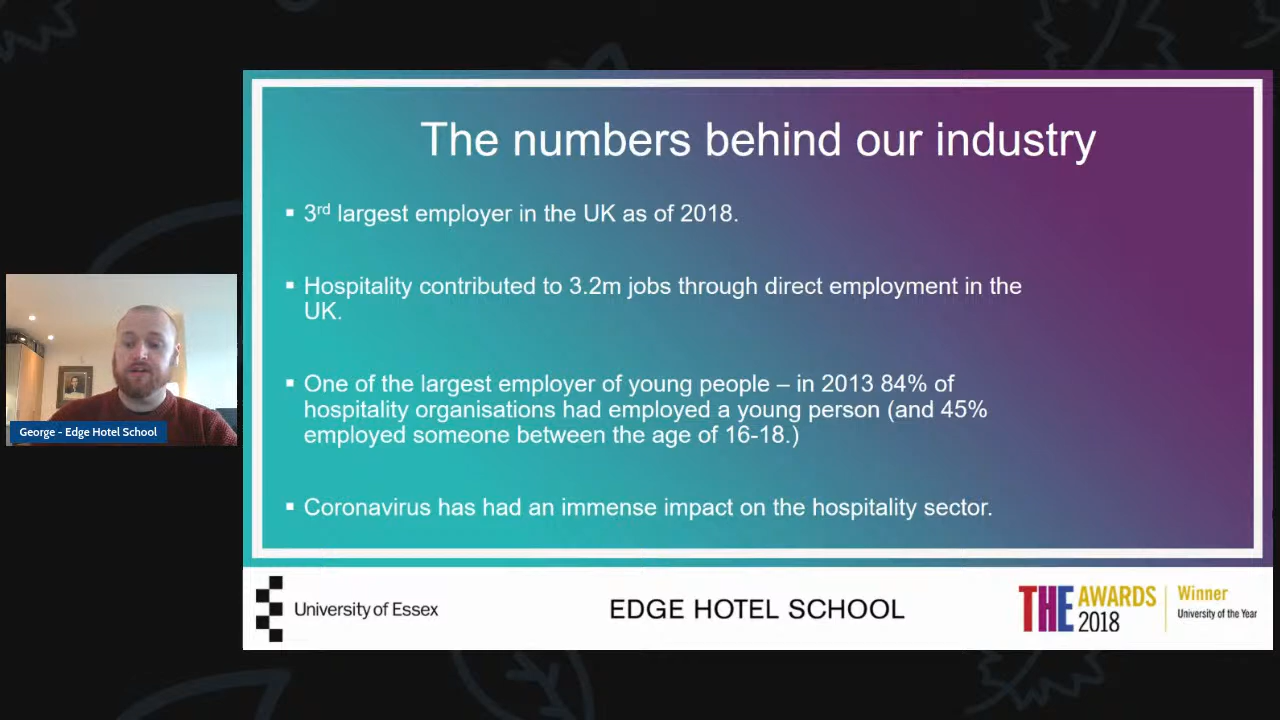 The numbers behind our industry
▪ 3rd largest employer in the UK as of 2018.
▪ Hospitality contributed to 3.2m jobs through direct employment in the
UK.
▪ One of the largest employer of young people – in 2013 84% of
hospitality organisations had employed a young person (and 45%
employed someone between the age of 16-18.)
▪ Coronavirus has had an immense impact on the hospitality sector.
George - Edge Hotel School
University of Essex
EDGE HOTEL SCHOOL
THE AWARDS 2018
Winner
University of the Year